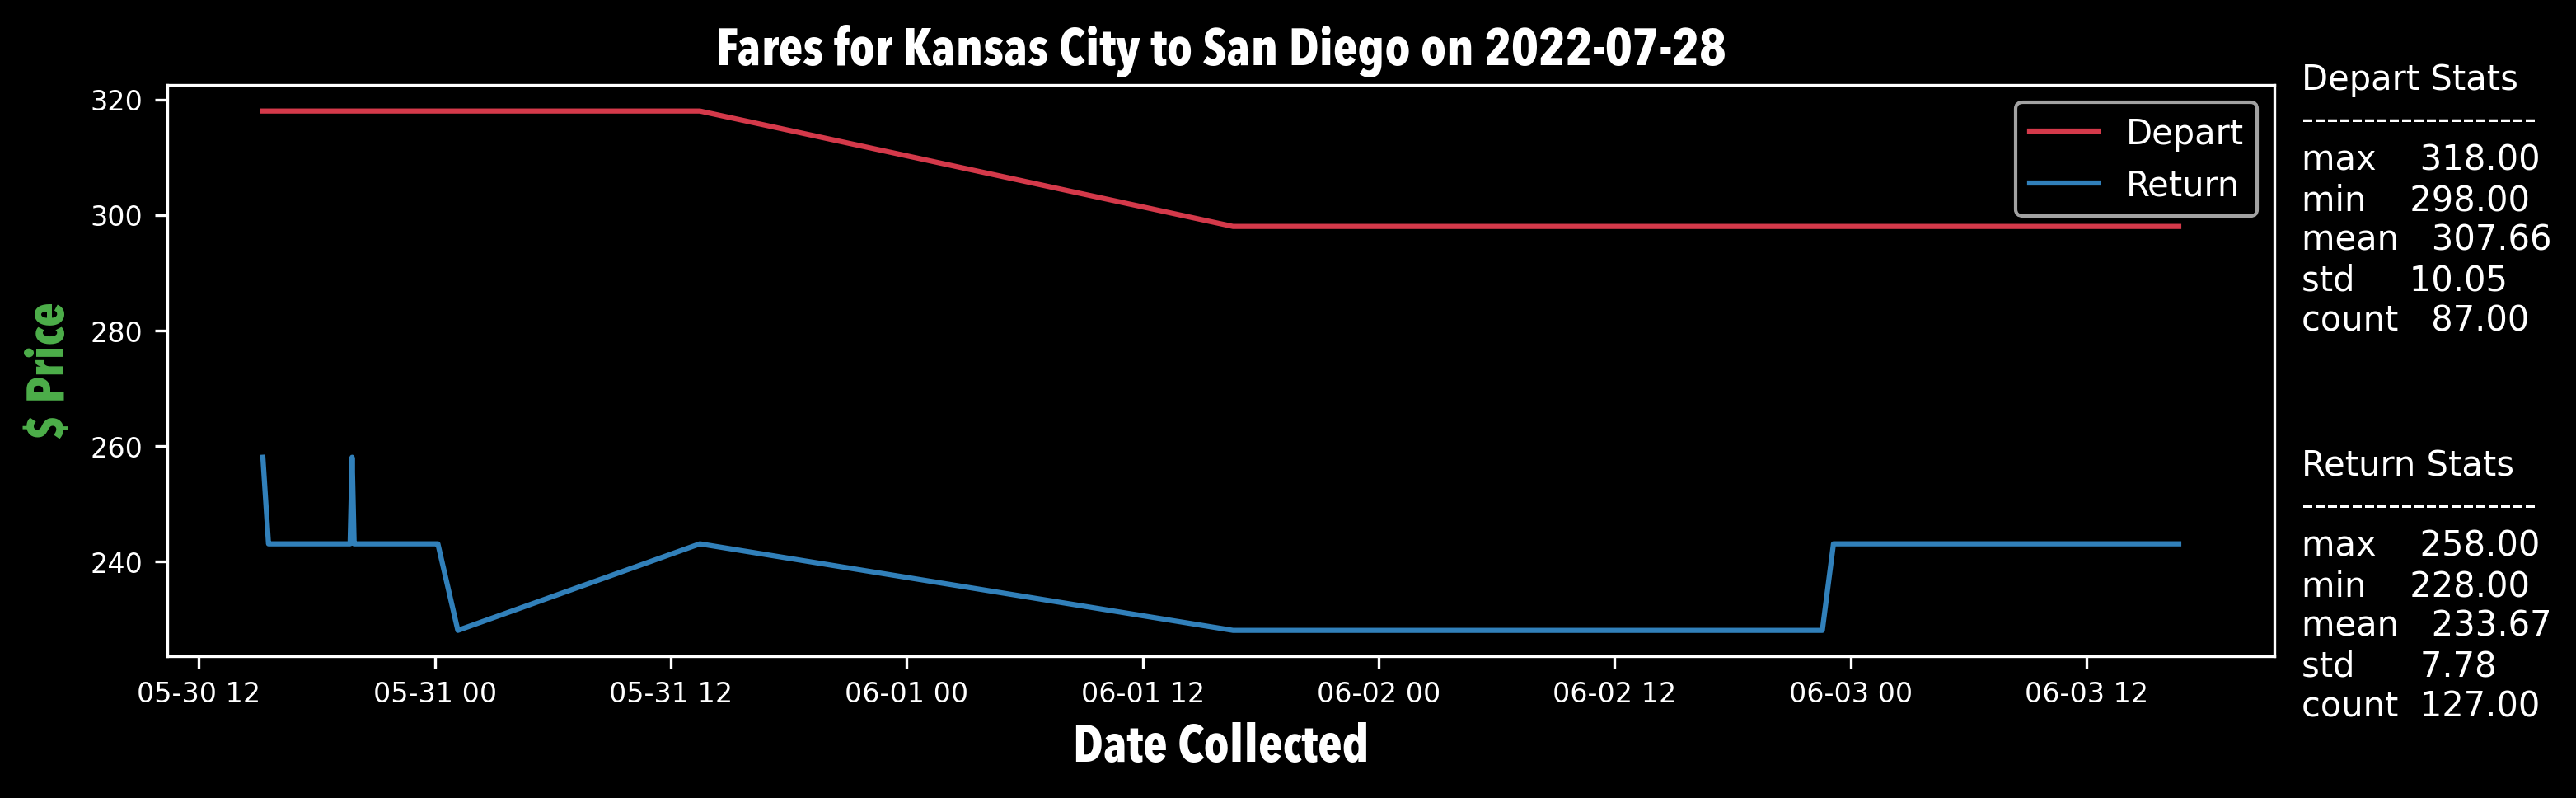 Fares for Kansas City to San Diego on 2022-07-28
320
300
280
260
240
$ Price
Depart
Return
05-30 12
05-31 00
05-31 12
06-01 00
06-01 12
06-02 00
06-02 12
06-03 00
06-03 12
Date Collected
Depart Stats
-------------------
max 318.00
min 298.00
mean 307.66
std 10.05
count 87.00
Return Stats
-------------------
max 258.00
min 228.00
mean 233.67
std 7.78
count 127.00